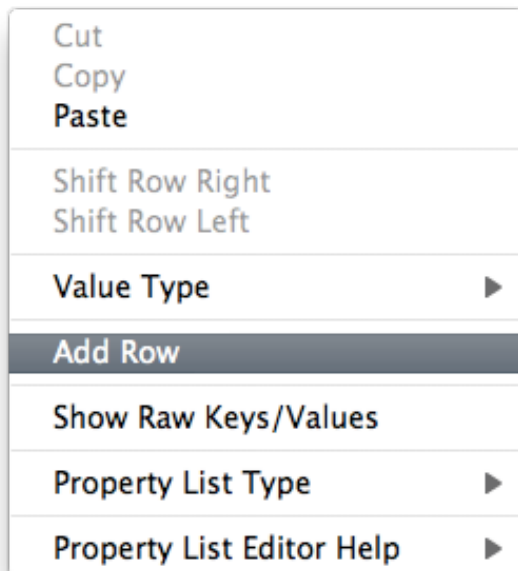 Cut
Copy
Paste
Shift Row Right
Shift Row Left
Value Type
Add Row
Show Raw Keys/Values
Property List Type
Property List Editor Help